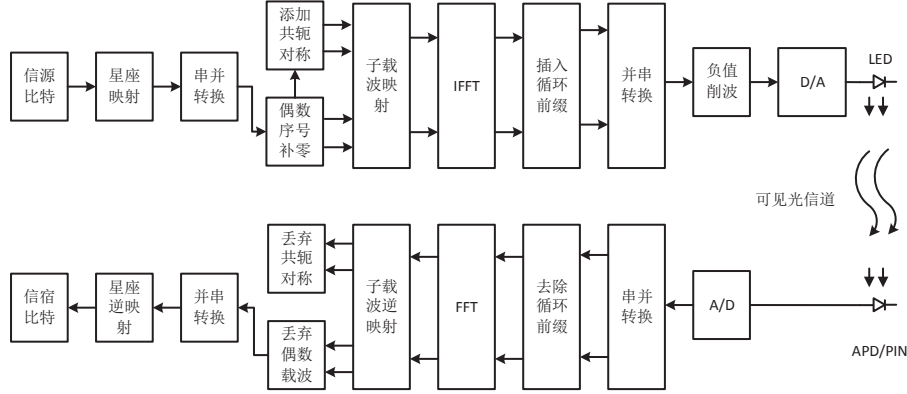 信源
比特
星座
映射
串并
转换
添加
共轭
对称
偶数
序号
补零
子载
波映
射
IFFT
插入
循环
前缀
并串
转换
负值
削波
D/A
LED
可见光信道
信宿
比特
星座
逆映
射
并串
转换
丢弃
共轭
对称
丢弃
偶数
载波
子载
波逆
映射
FFT
去除
循环
前缀
串并
转换
A/D
APD/PIN